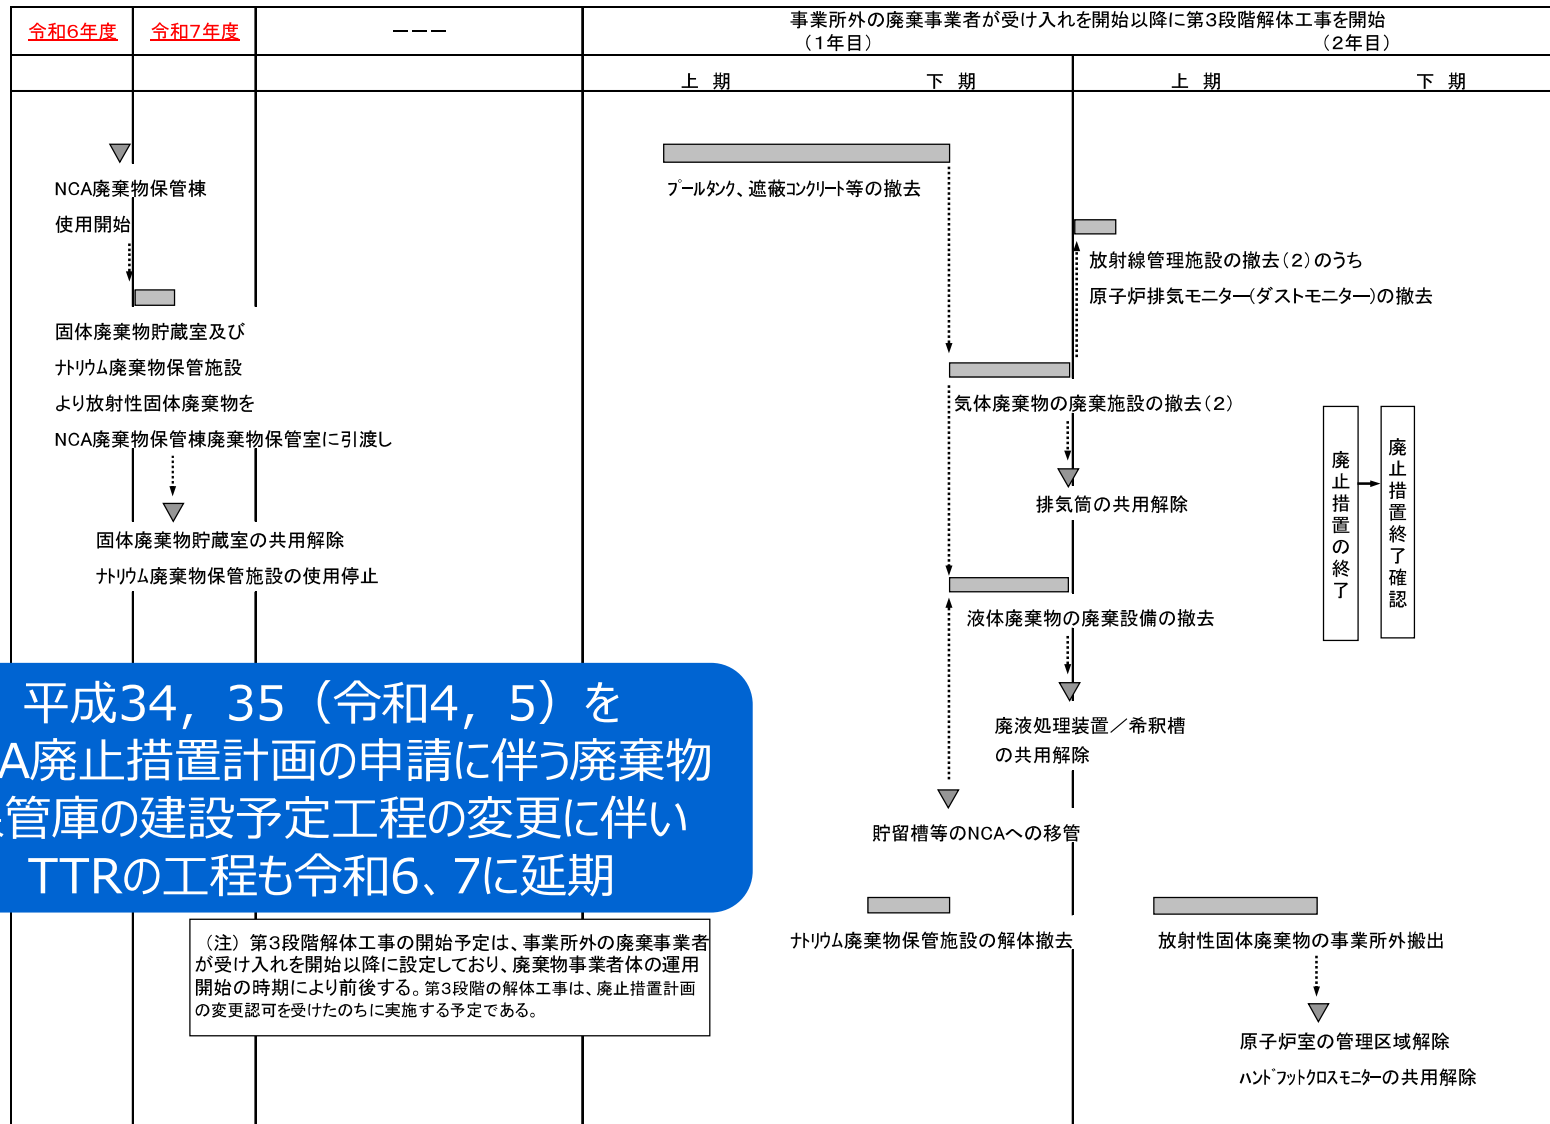 令和6年度
令和7年度
ーーー
事業所外の廃棄事業者が受け入れを開始以降に第3段階解体工事を開始
（1年目）
（2年目）
上 期
下 期
上 期
下 期
NCA廃棄物保管棟
使用開始
固体廃棄物貯蔵室及び
ﾅﾄﾘｳﾑ廃棄物保管施設
より放射性固体廃棄物を
NCA廃棄物保管棟廃棄物保管室に引渡し
固体廃棄物貯蔵室の共用解除
ﾅﾄﾘｳﾑ廃棄物保管施設の使用停止
ﾌﾟｰﾙﾀﾝｸ、遮蔽ｺﾝｸﾘｰﾄ等の撤去
放射線管理施設の撤去（2）のうち
原子炉排気モニター(ダストモニター)の撤去
気体廃棄物の廃棄施設の撤去（2）
排気筒の共用解除
液体廃棄物の廃棄設備の撤去
廃液処理装置／希釈槽
の共用解除
貯留槽等のNCAへの移管
ﾅﾄﾘｳﾑ廃棄物保管施設の解体撤去
放射性固体廃棄物の事業所外搬出
原子炉室の管理区域解除
ﾊﾝﾄﾞﾌｯﾄｸﾛｽﾓﾆﾀｰの共用解除
廃止措置の終了
廃止措置終了確認
平成34，35（令和4，5）を
A廃止措置計画の申請に伴う廃棄物
管庫の建設予定工程の変更に伴い
TTRの工程も令和6、7に延期
（注）第3段階解体工事の開始予定は、事業所外の廃棄事業者
が受け入れを開始以降に設定しており、廃棄物事業者体の運用
開始の時期により前後する。第3段階の解体工事は、廃止措置計画
の変更認可を受けたのちに実施する予定である。